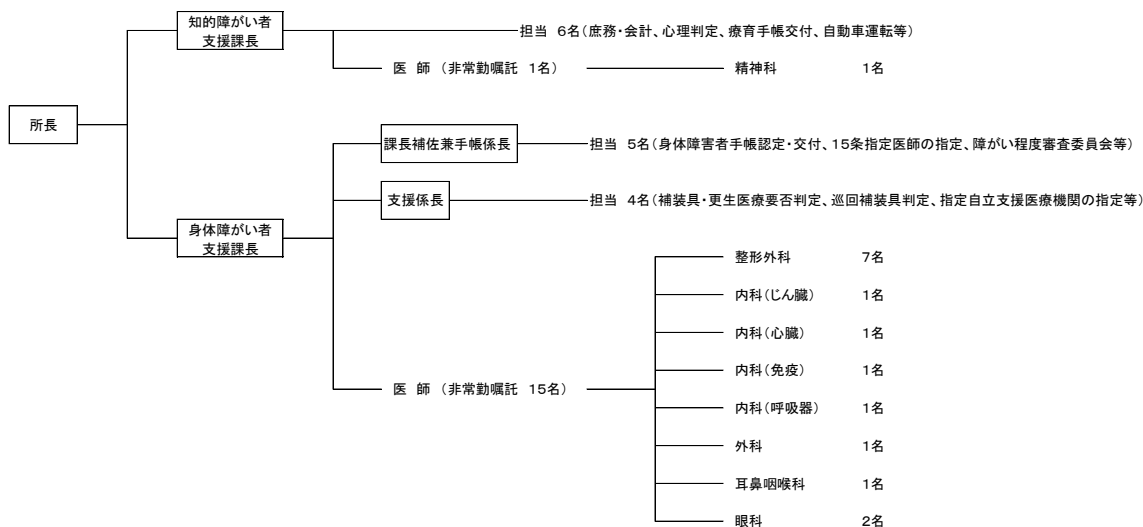 知的障がい者
支援課長
担当 6名(庶務・会計、心理判定、療育手帳交付、自動車運転等)
医 師 (非常勤嘱託 1名) 精神科 1名
所長
課長補佐兼手帳係長 担当 5名(身体障害者手帳認定・交付、15条指定医師の指定、障がい程度審査委員会等)
支援係長 担当 4名(補装具・更生医療要否判定、巡回補装具判定、指定自立支援医療機関の指定等)
身体障がい者
支援課長
整形外科 7名
内科(じん臓) 1名
内科(心臓) 1名
内科(免疫) 1名
医 師 (非常勤嘱託 15名)
内科(呼吸器) 1名
外科 1名
耳鼻咽喉科 1名
眼科 2名